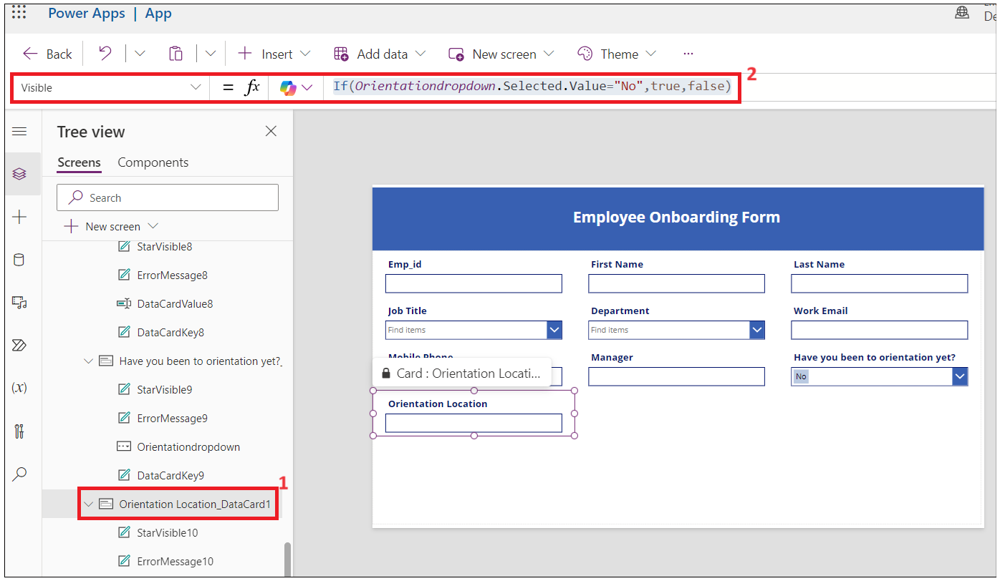 Power Apps | App
De
Back
Insert
Add data
New screen
Theme
...
2
Visible
= fx
If(Orientationdropdown.Selected.Value="No",true,false)
Tree view
Screens
Components
Search
New screen
StarVisible8
ErrorMessage8
DataCardValue8
DataCardKey8
Have you been to orientation yet?_
StarVisible9
ErrorMessage9
Orientationdropdown
DataCardKey9
1
Orientation Location_DataCard1
StarVisible10
ErrorMessage10
(x)
Employee Onboarding Form
Emp_id
First Name
Last Name
Job Title
Department
Work Email
Find items
Find items
Mobile Phone
Manager
Have you been to orientation yet?
Card : Orientation Locati...
No
Orientation Location